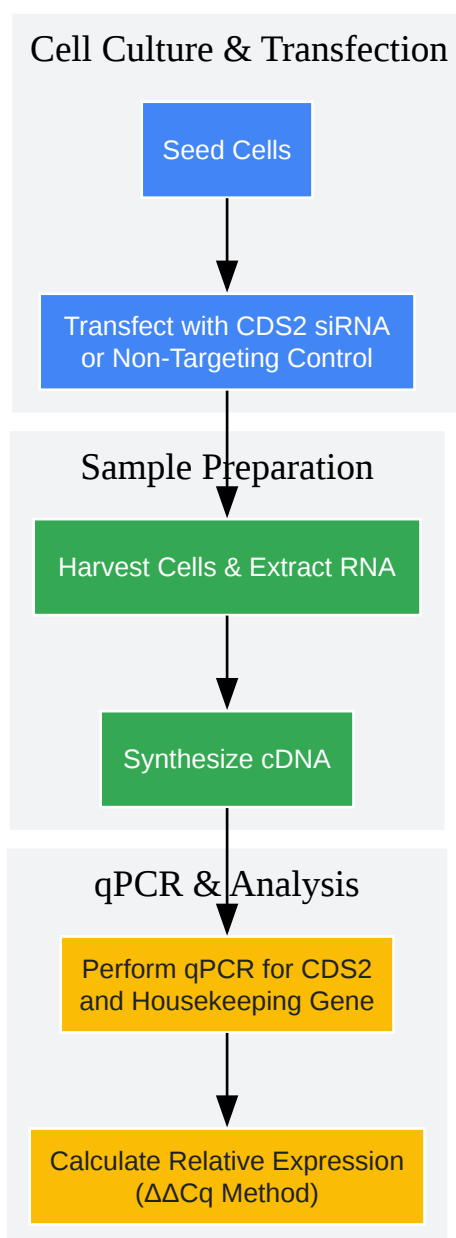 Cell Culture & Transfection
Seed Cells
Transfect with CDS2 siRNA
or Non-Targeting Control
Sample Preparation
Harvest Cells & Extract RNA
Synthesize cDNA
qPCR & Analysis
Perform qPCR for CDS2
and Housekeeping Gene
Calculate Relative Expression
(ΔΔCq Method)